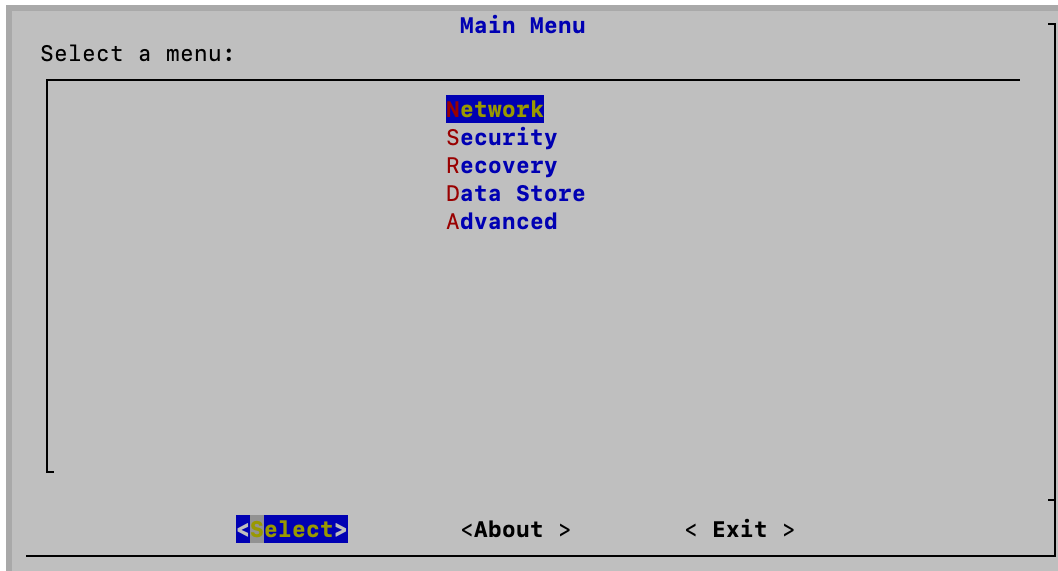 Main Menu
Select a menu:
Network
Security
Recovery
Data Store
Advanced
<Select> <About > < Exit >